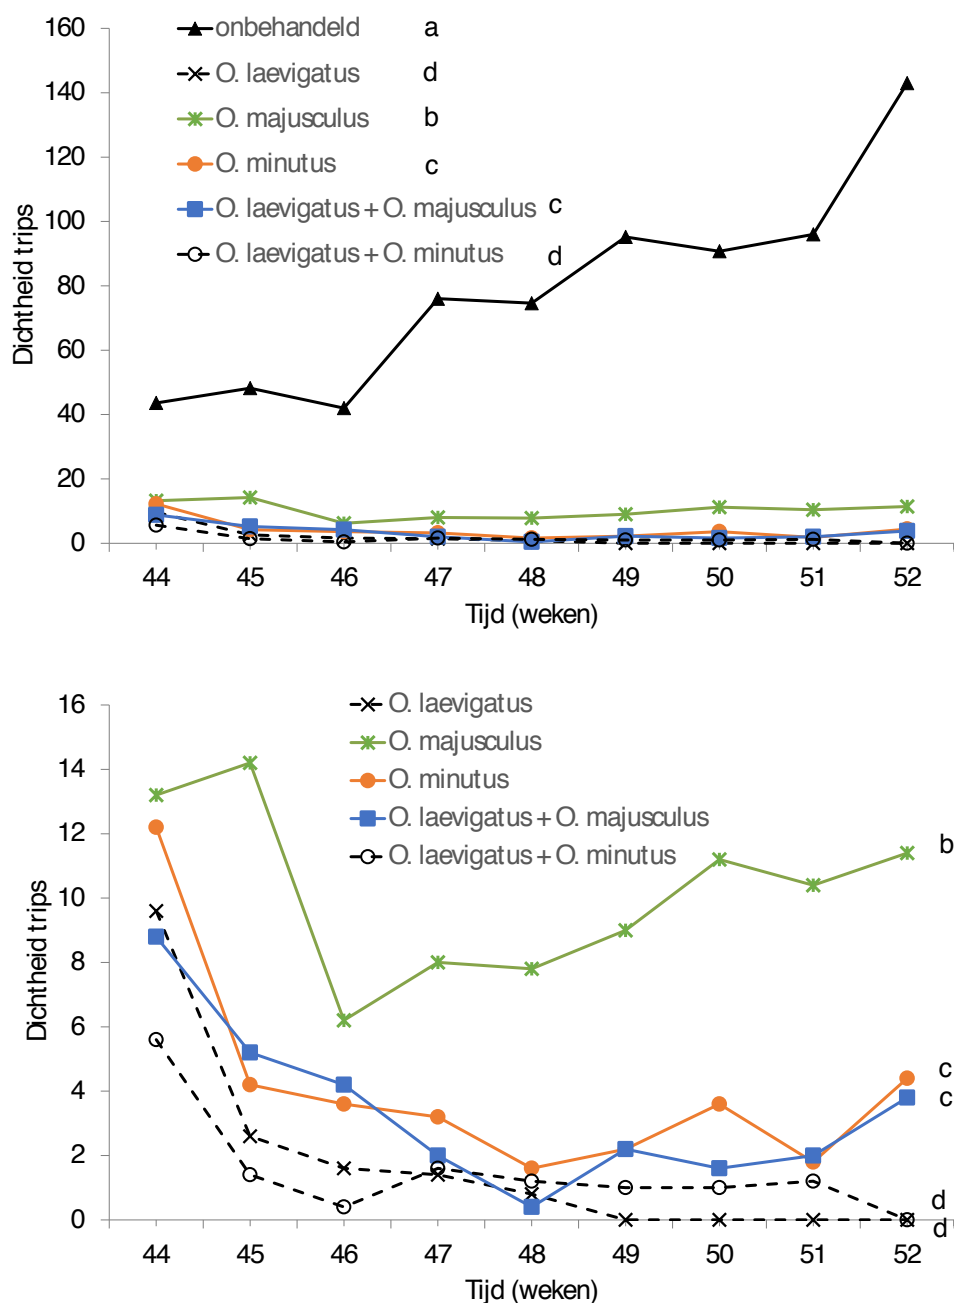 160
140
120
100
80
60
40
20
0
Dichtheid trips
onbehandeld a
O. laevigatus d
O. majusculus b
O. minutus c
O. laevigatus + O. majusculus c
O. laevigatus + O. minutus d
44 45 46 47 48 49 50 51 52
Tijd (weken)
16
14
12
10
8
6
4
2
0
Dichtheid trips
O. laevigatus
O. majusculus
O. minutus
O. laevigatus + O. majusculus
O. laevigatus + O. minutus
b
c
c
d
d
44 45 46 47 48 49 50 51 52
Tijd (weken)